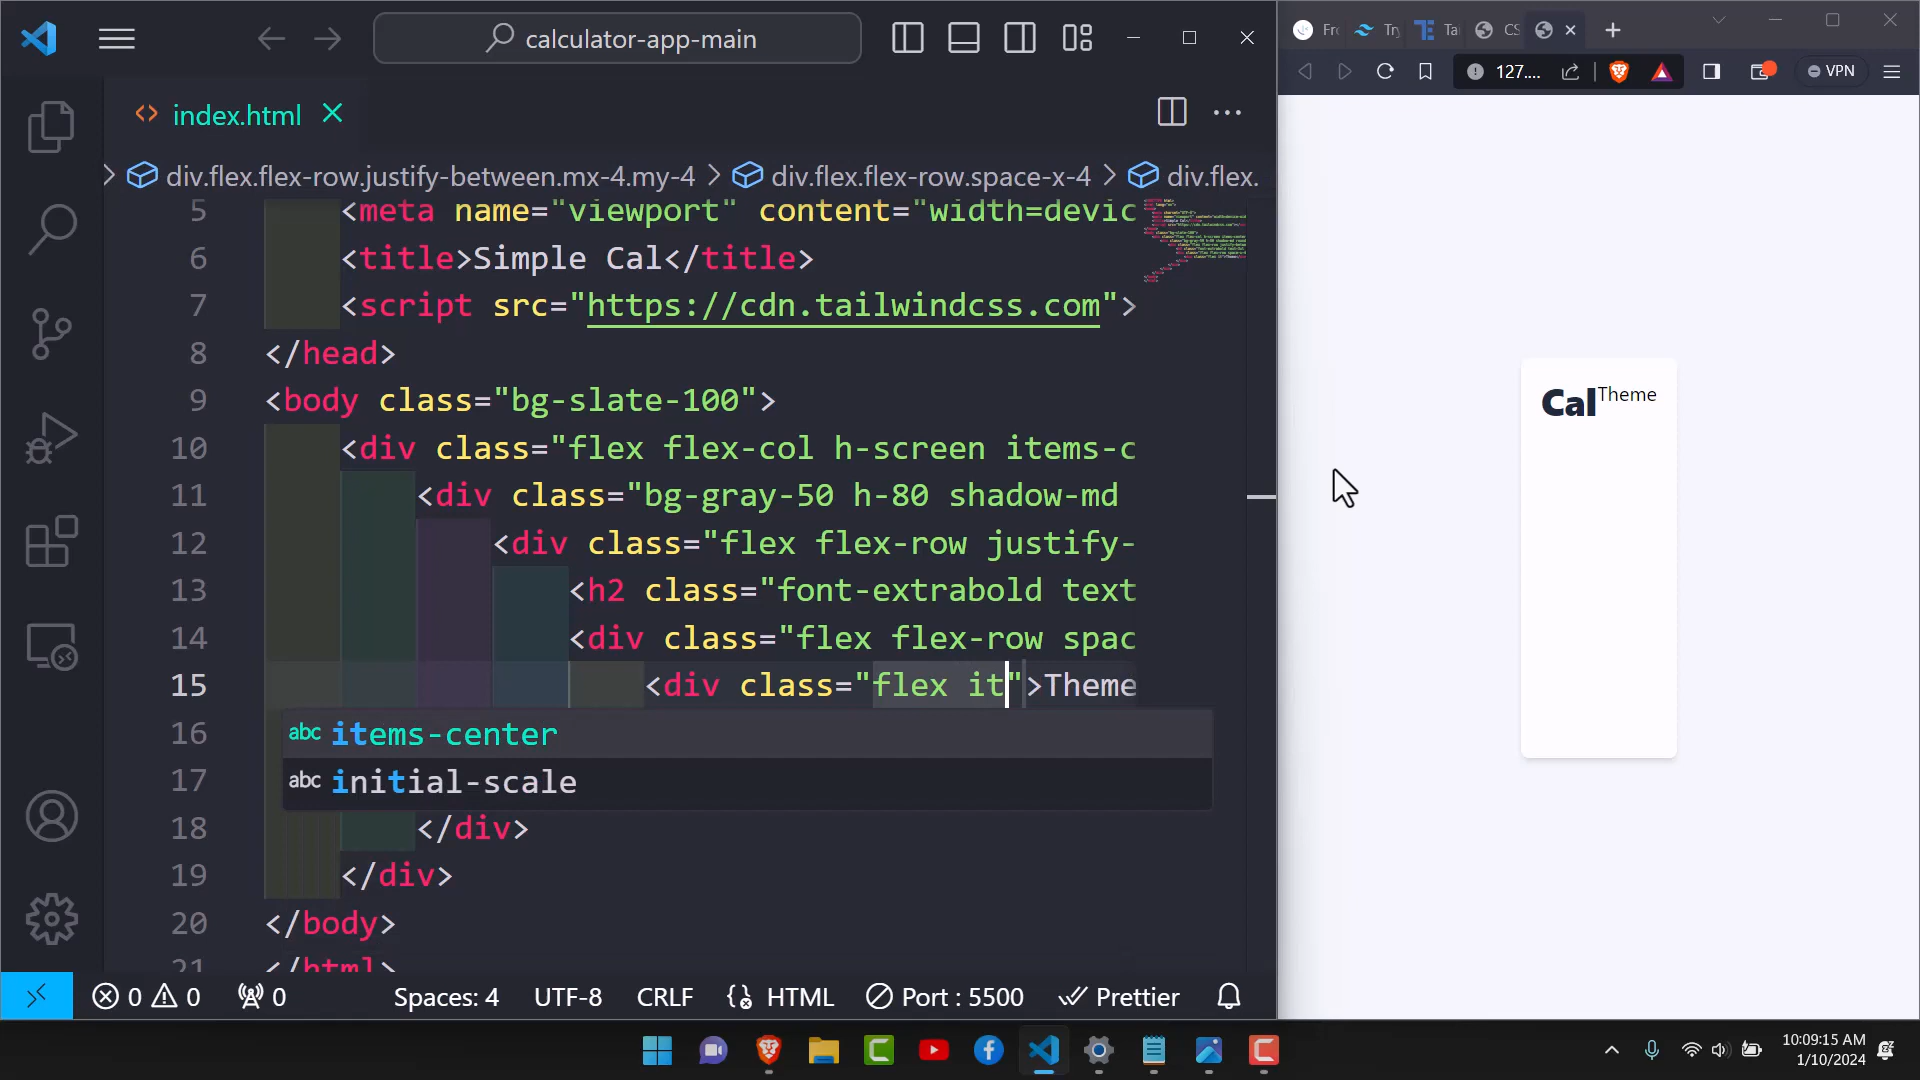 calculator-app-main
Fr
Try
Tai
CS
127....
VPN
index.html
div.flex.flex-row.justify-between.mx-4.my-4 > div.flex.flex-row.space-x-4 > div.flex.
5 <meta name="viewport" content="width=devic
6 <title>Simple Cal</title>
7 <script src="https://cdn.tailwindcss.com">
8 </head>
9 <body class="bg-slate-100">
10 <div class="flex flex-col h-screen items-c
11 <div class="bg-gray-50 h-80 shadow-md
12 <div class="flex flex-row justify-
13 <h2 class="font-extrabold text
14 <div class="flex flex-row spac
15 <div class="flex it">Theme
16
abc items-center
17
abc initial-scale
18 </div>
19 </div>
20 </body>
21 </html>
Cal Theme
0 0 0 Spaces: 4 UTF-8 CRLF HTML Port : 5500 Prettier
10:09:15 AM
1/10/2024